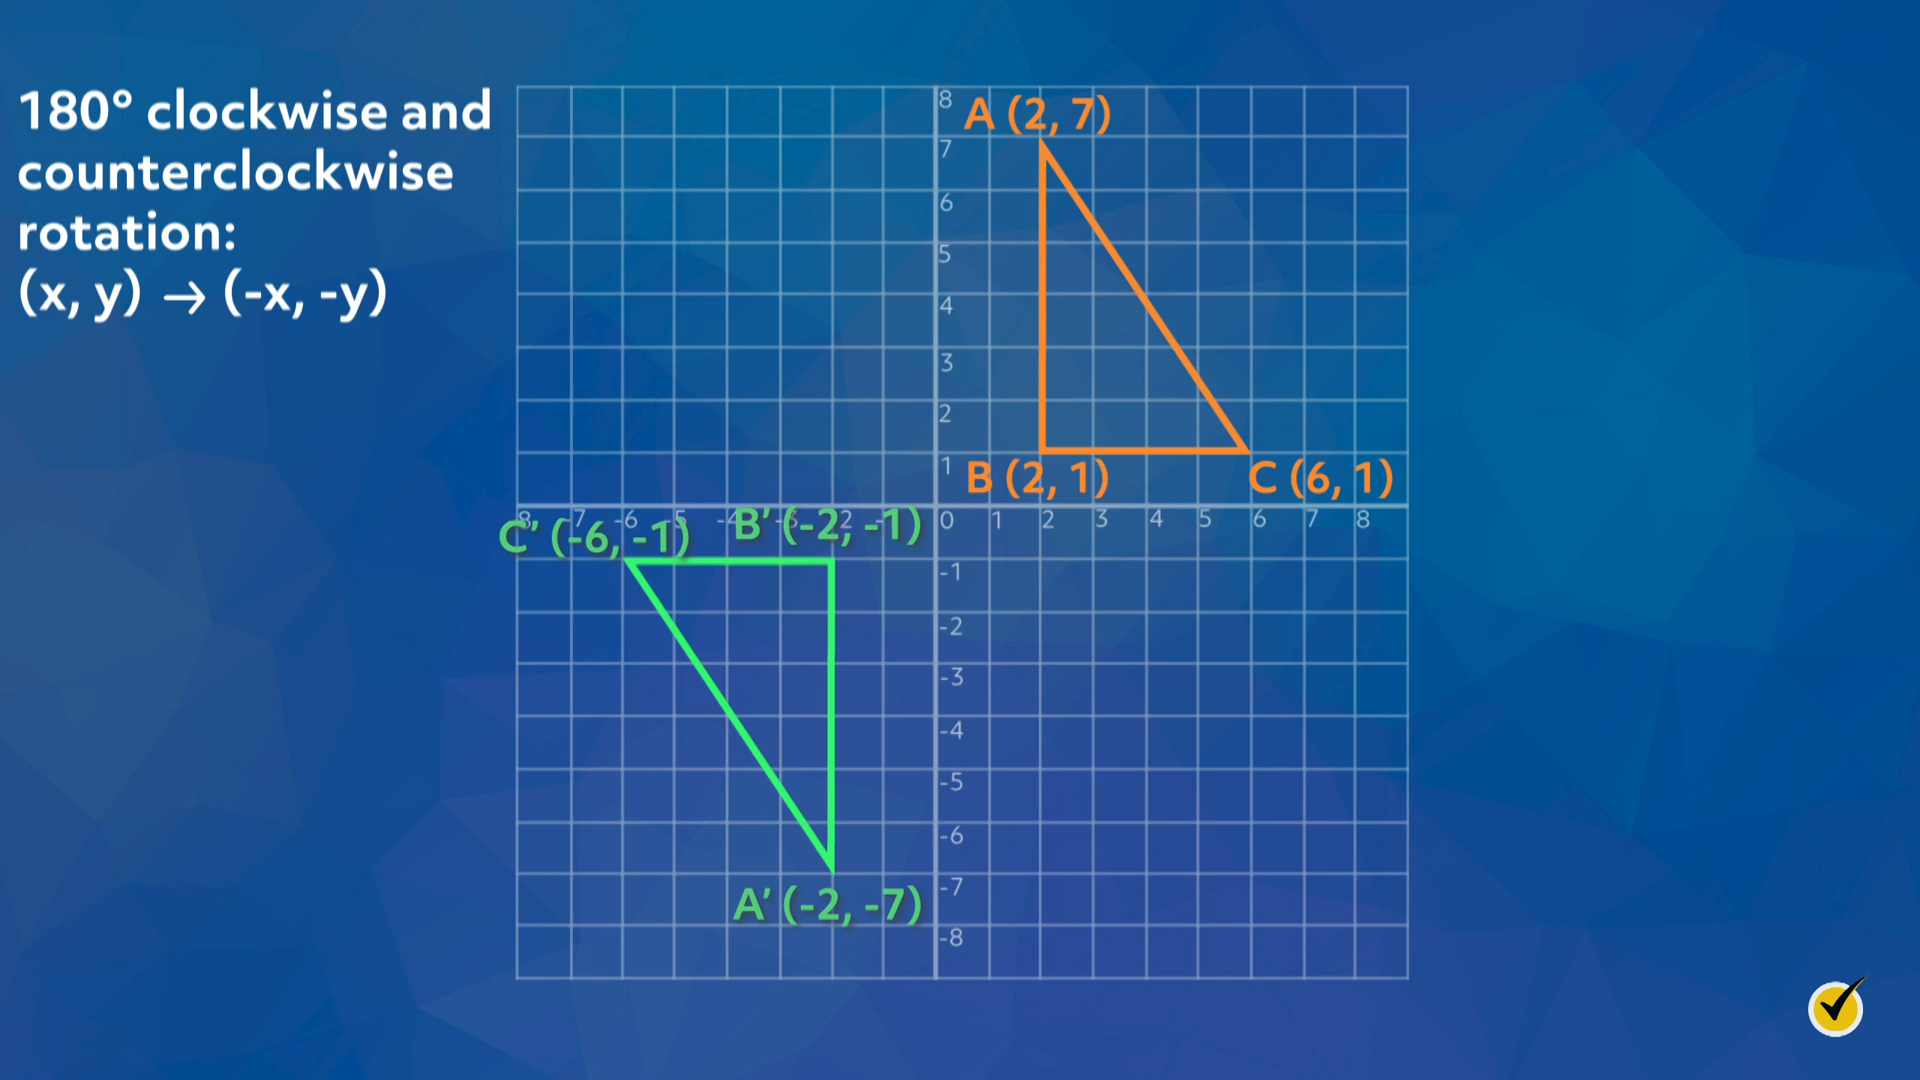 180° clockwise and
counterclockwise
rotation:
(x, y) → (-x, -y)
8
A (2, 7)
7
6
5
4
3
2
1
B (2, 1)
C (6, 1)
-6 0 1 2 3 4 5 6 7 8
C’ (-6, -1)
B’ (-2, -1)
-1
-2
-3
-4
-5
-6
-7
A’ (-2, -7)
-8